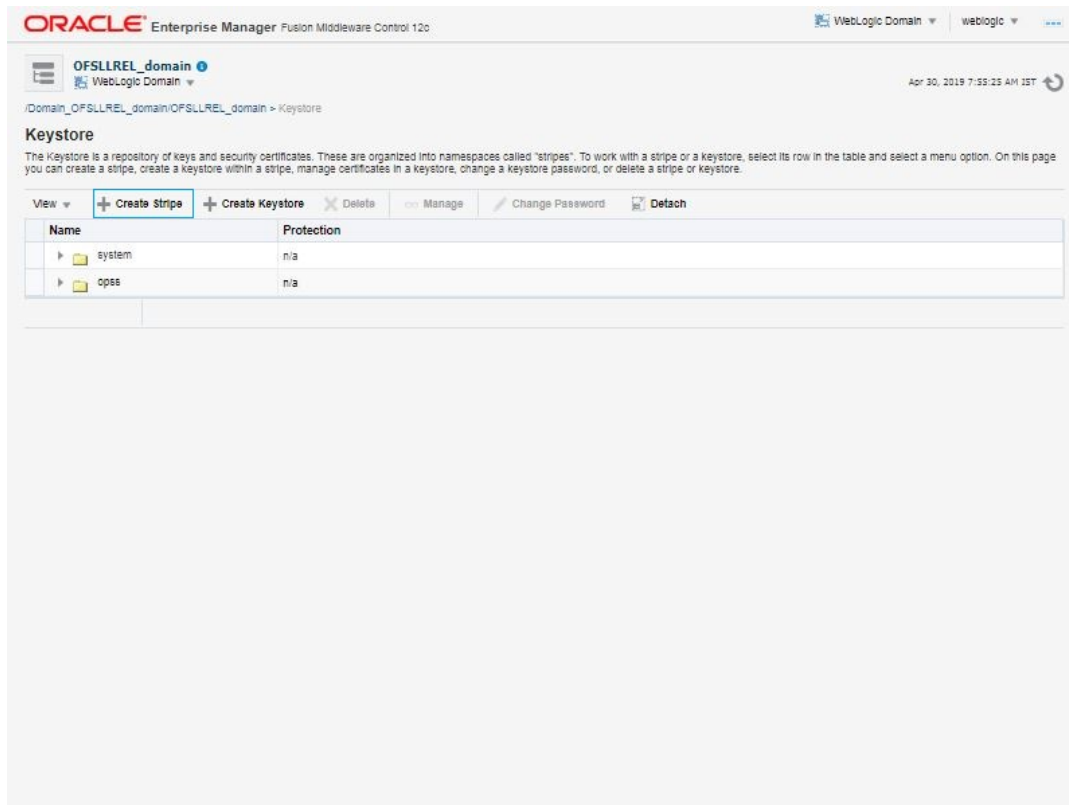 ORACLE® Enterprise Manager Fusion Middleware Control 12c
WebLogic Domain weblogic
OFSLLREL_domain
WebLogic Domain
Apr 30, 2019 7:55:25 AM IST
/Domain_OFSLLREL_domain/OFSLLREL_domain > Keystore
Keystore
The Keystore is a repository of keys and security certificates. These are organized into namespaces called "stripes". To work with a stripe or a keystore, select its row in the table and select a menu option. On this page
you can create a stripe, create a keystore within a stripe, manage certificates in a keystore, change a keystore password, or delete a stripe or keystore.
View Create Stripe Create Keystore Delete Manage Change Password Detach
Name Protection
system n/a
opss n/a